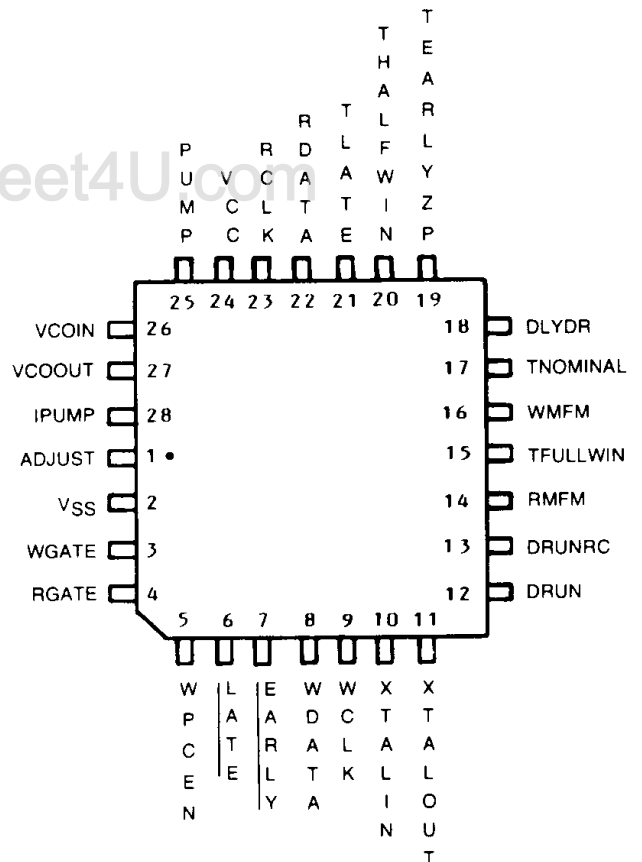 TEARLYZP
THALFWIN
TLATE
RDATA
RCLK
VCC
PUMP
eet4U.com
25 24 23 22 21 20 19
VCOIN 26
18 DLYDR
VCOOUT 27
17 TNOMINAL
IPUMP 28
16 WMFM
ADJUST 1
15 TFULLWIN
VSS 2
14 RMFM
WGATE 3
13 DRUNRC
RGATE 4
12 DRUN
5 6 7 8 9 10 11
WPCEN
LATE
EARLY
WDATA
WCLK
XTALIN
XTALOUT